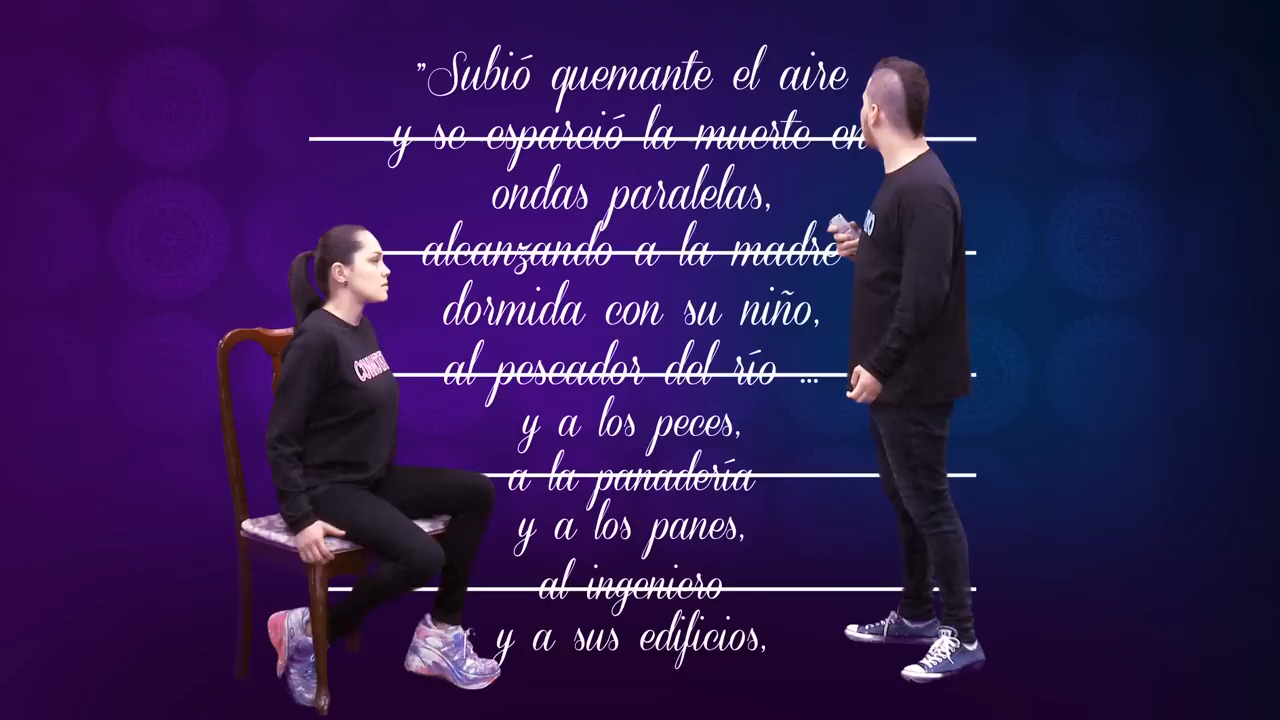 "Subió quemante el aire
y se esparció la muerte en
ondas paralelas,
alcanzando a la madre
dormida con su niño,
al pescador del río ...
y a los peces,
a la panadería
y a los panes,
al ingeniero
y a sus edificios,